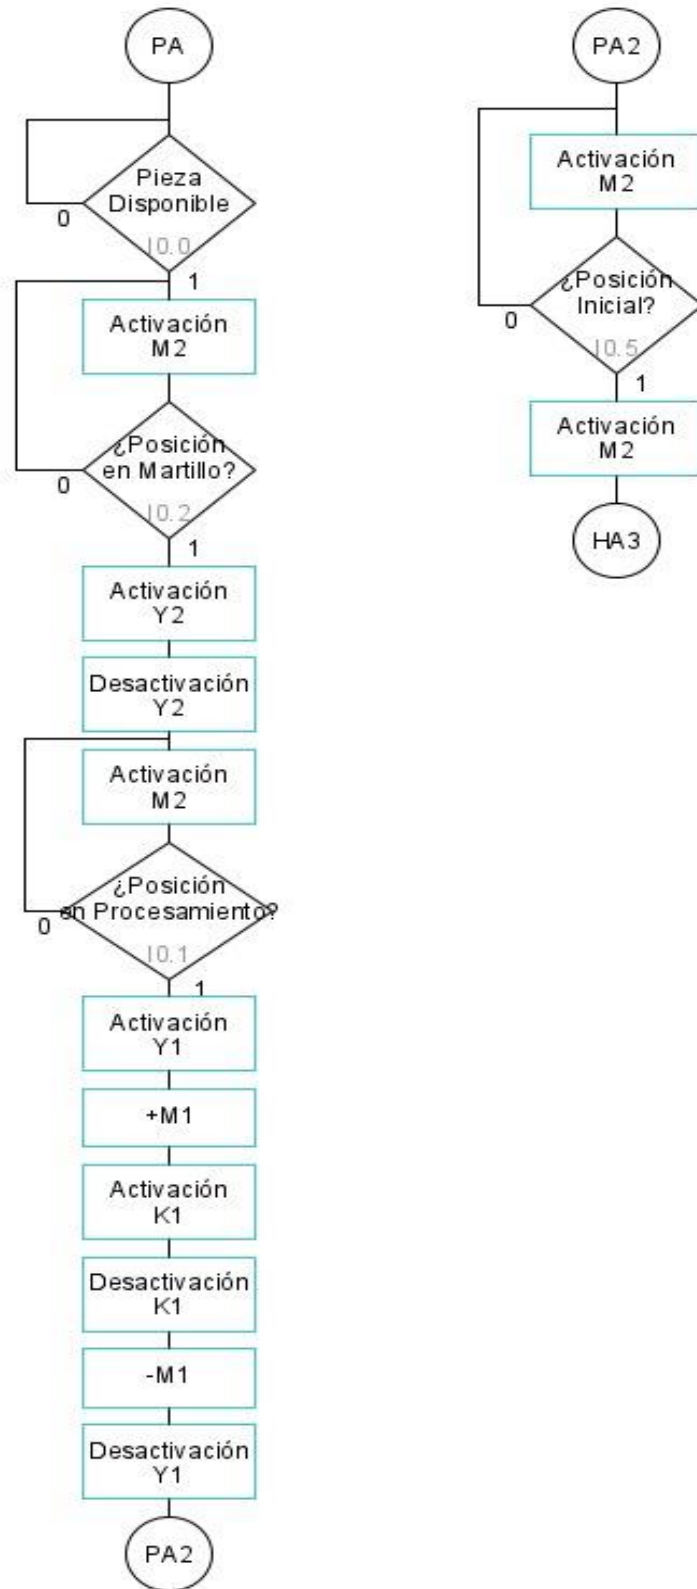 PA
Pieza
Disponible
0
I0.0
1
Activación
M2
¿Posición
en Martillo?
0
I0.2
1
Activación
Y2
Desactivación
Y2
Activación
M2
¿Posición
en Procesamiento?
0
I0.1
1
Activación
Y1
+M1
Activación
K1
Desactivación
K1
-M1
Desactivación
Y1
PA2
PA2
Activación
M2
¿Posición
Inicial?
0
I0.5
1
Activación
M2
HA3